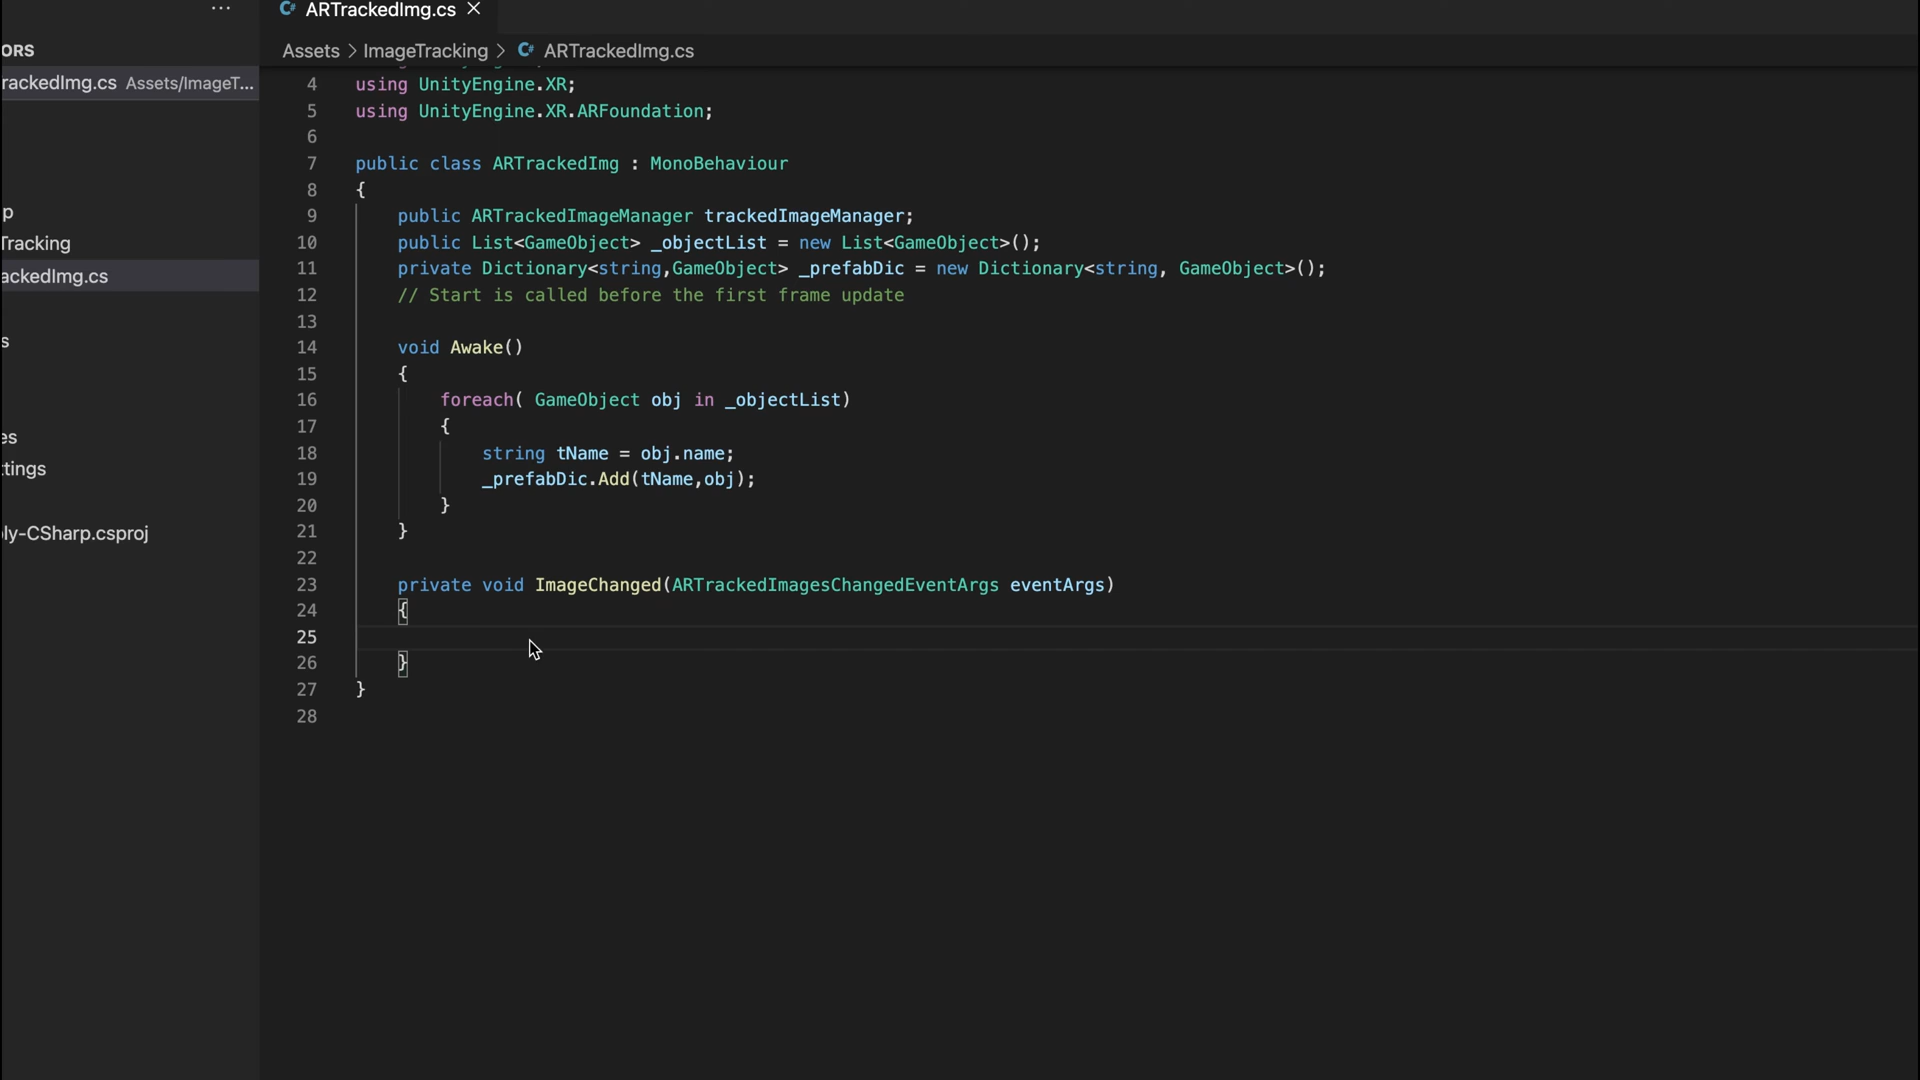 ···
C# ARTrackedImg.cs ×
ORS
Assets > ImageTracking > C# ARTrackedImg.cs
rackedImg.cs Assets/ImageT...
p
Tracking
ackedImg.cs
s
es
tings
ly-CSharp.csproj
4 using UnityEngine.XR;
5 using UnityEngine.XR.ARFoundation;
6
7 public class ARTrackedImg : MonoBehaviour
8 {
9 public ARTrackedImageManager trackedImageManager;
10 public List<GameObject> _objectList = new List<GameObject>();
11 private Dictionary<string,GameObject> _prefabDic = new Dictionary<string, GameObject>();
12 // Start is called before the first frame update
13
14 void Awake()
15 {
16 foreach( GameObject obj in _objectList)
17 {
18 string tName = obj.name;
19 _prefabDic.Add(tName,obj);
20 }
21 }
22
23 private void ImageChanged(ARTrackedImagesChangedEventArgs eventArgs)
24 {
25
26 }
27 }
28